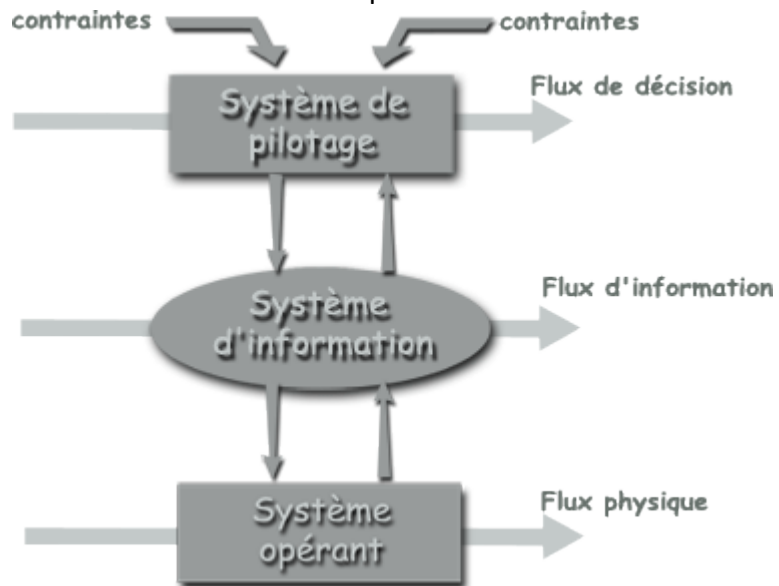 contraintes
contraintes
Système de
pilotage
Flux de décision
Système
d'information
Flux d'information
Système
opérant
Flux physique